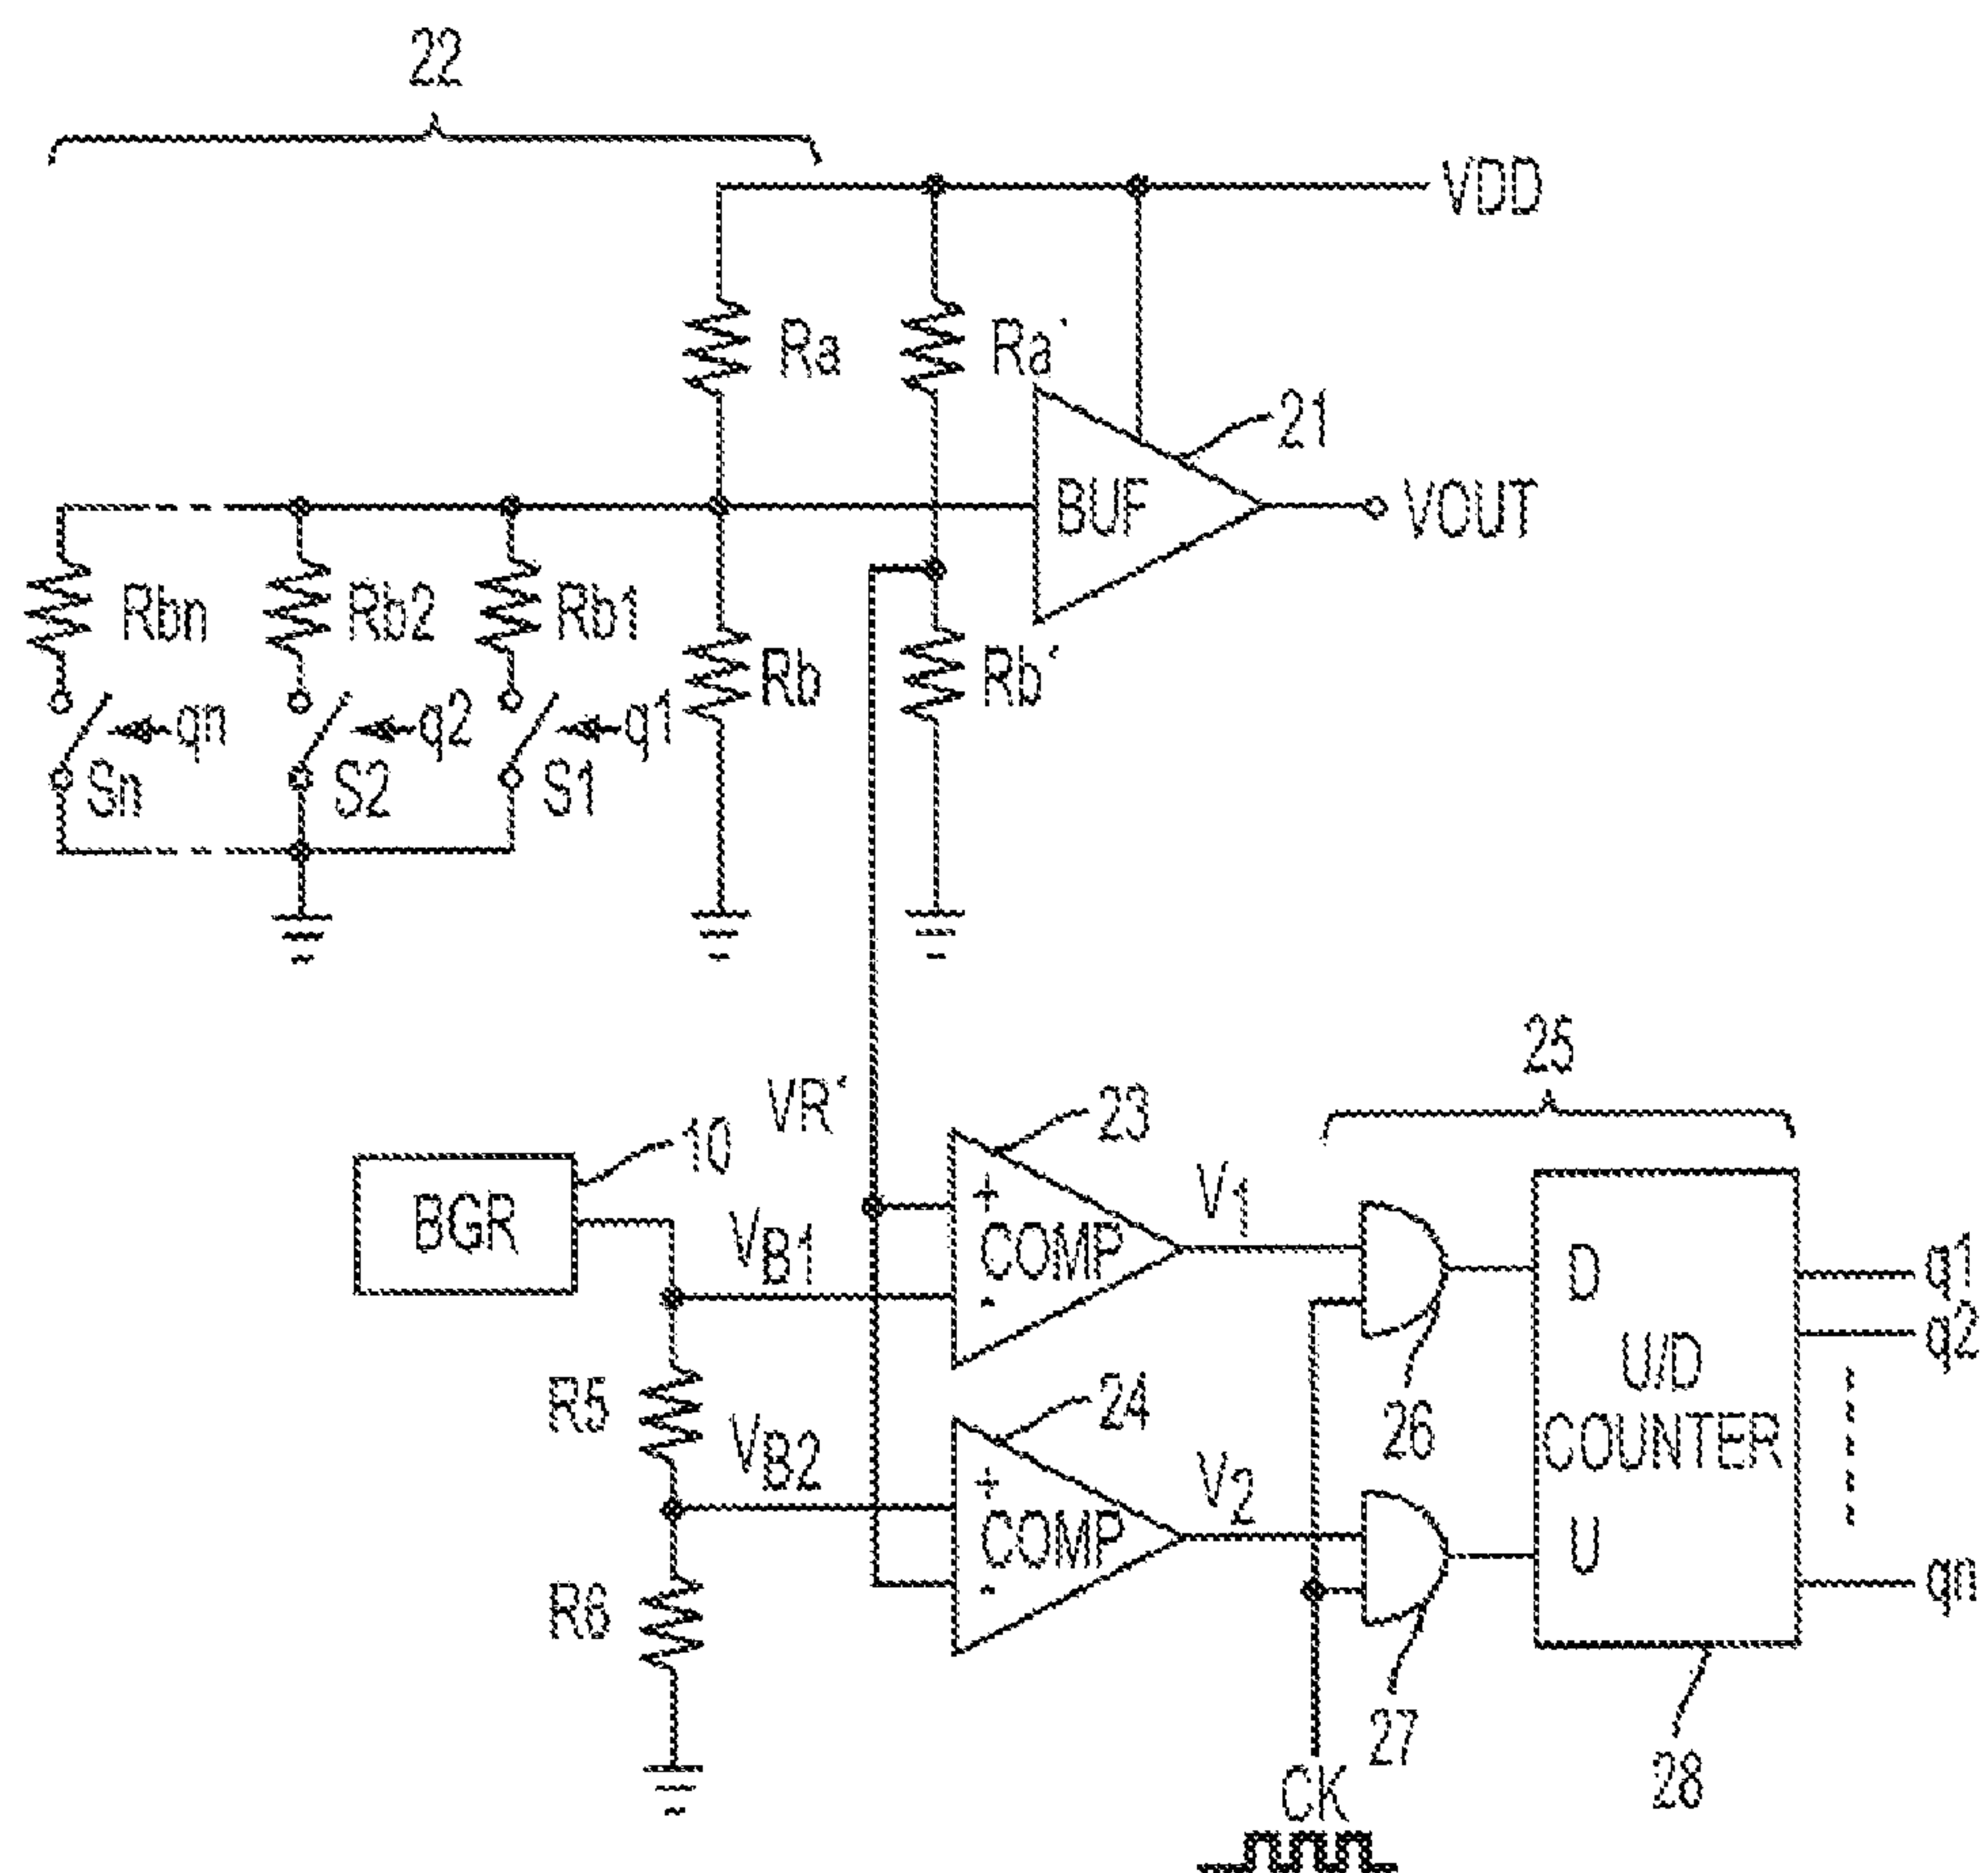 22
VDD
Ra
Ra'
21
BUF
VOUT
Rbn
Rb2
Rb1
Rb
Rb'
qn
q2
q1
Sn
S2
S1
25
VR'
23
10
BGR
VB1
+
COMP
-
V1
D
q1
q2
U/D
COUNTER
R5
VB2
24
26
+
COMP
-
V2
U
qn
R6
27
28
CK